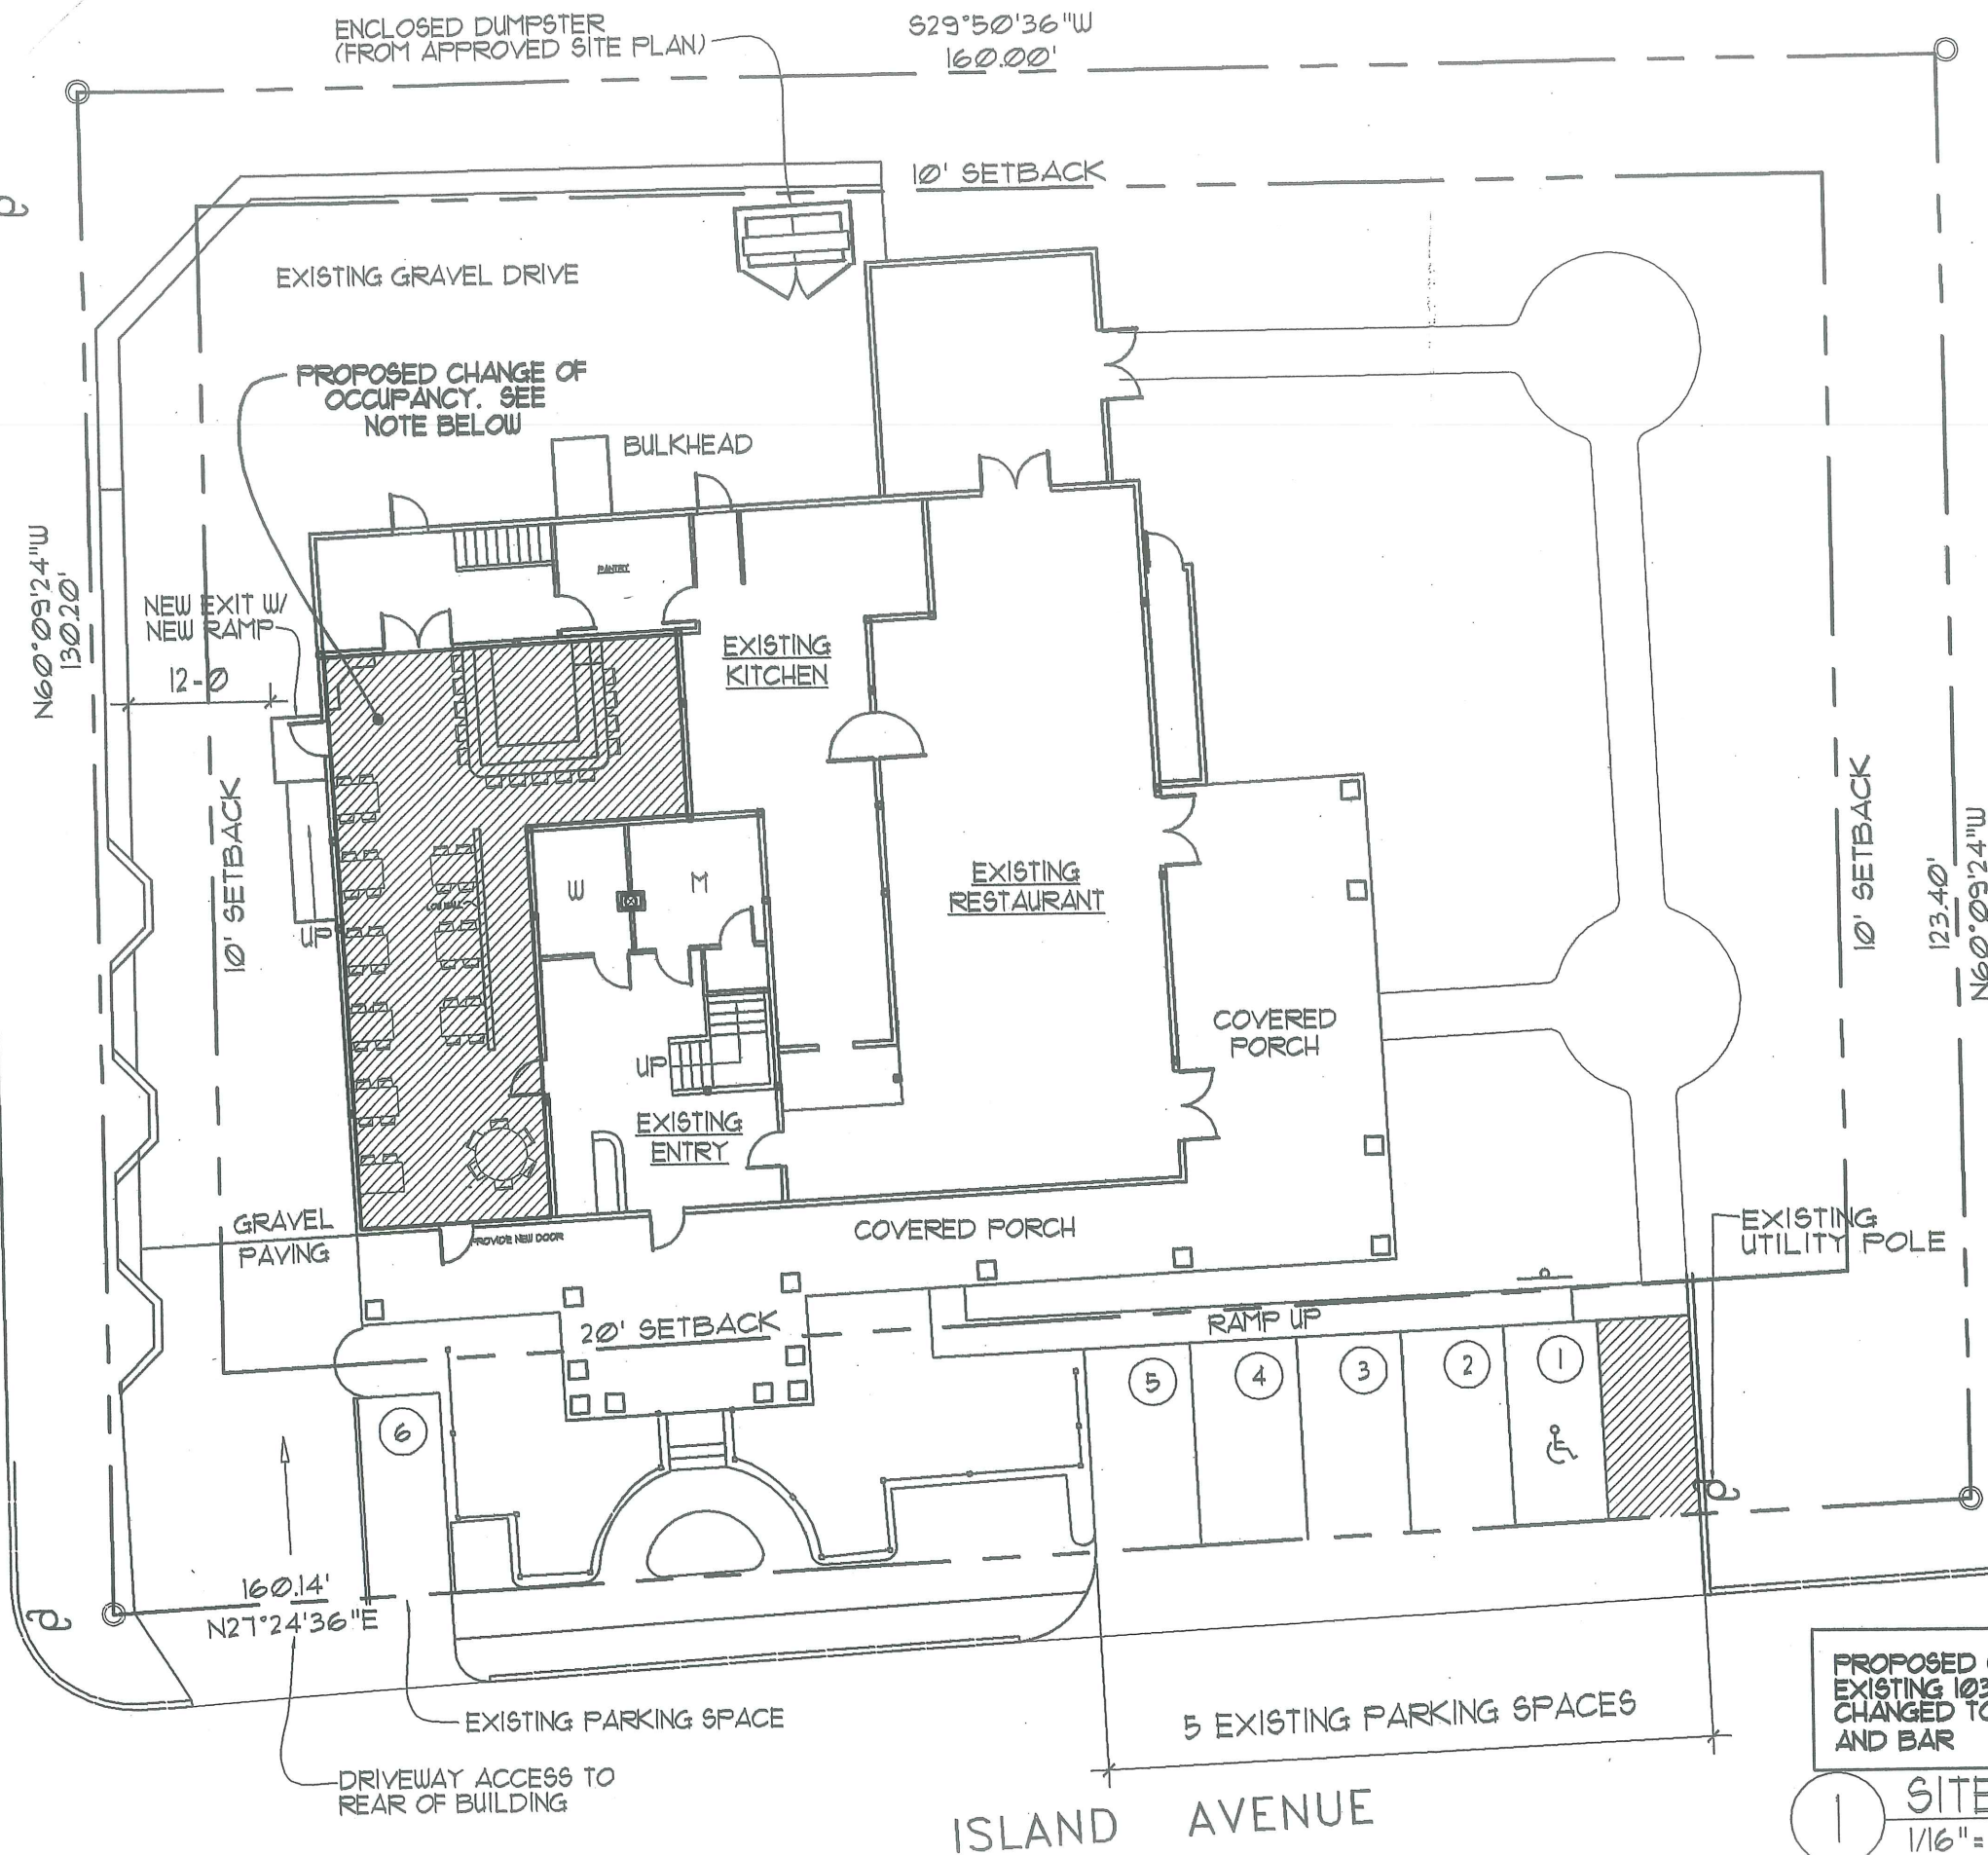 ENCLOSED DUMPSTER
(FROM APPROVED SITE PLAN)
S29°50'36"W
160.00'
10' SETBACK
EXISTING GRAVEL DRIVE
PROPOSED CHANGE OF
OCCUPANCY. SEE
NOTE BELOW
BULKHEAD
N60°09'24"W
130.20'
NEW EXIT W/
NEW RAMP
12-0
PANTRY
EXISTING
KITCHEN
10' SETBACK
UP
LOW WALL
W
M
EXISTING
RESTAURANT
10' SETBACK
123.40'
N60°09'24"W
COVERED
PORCH
UP
EXISTING
ENTRY
GRAVEL
PAVING
PROVIDE NEW DOOR
COVERED PORCH
EXISTING
UTILITY POLE
20' SETBACK
RAMP UP
5
4
3
2
1
6
160.14'
N27°24'36"E
EXISTING PARKING SPACE
5 EXISTING PARKING SPACES
DRIVEWAY ACCESS TO
REAR OF BUILDING
ISLAND AVENUE
PROPOSED
EXISTING 103
CHANGED TO
AND BAR
1
SITE
1/16"=